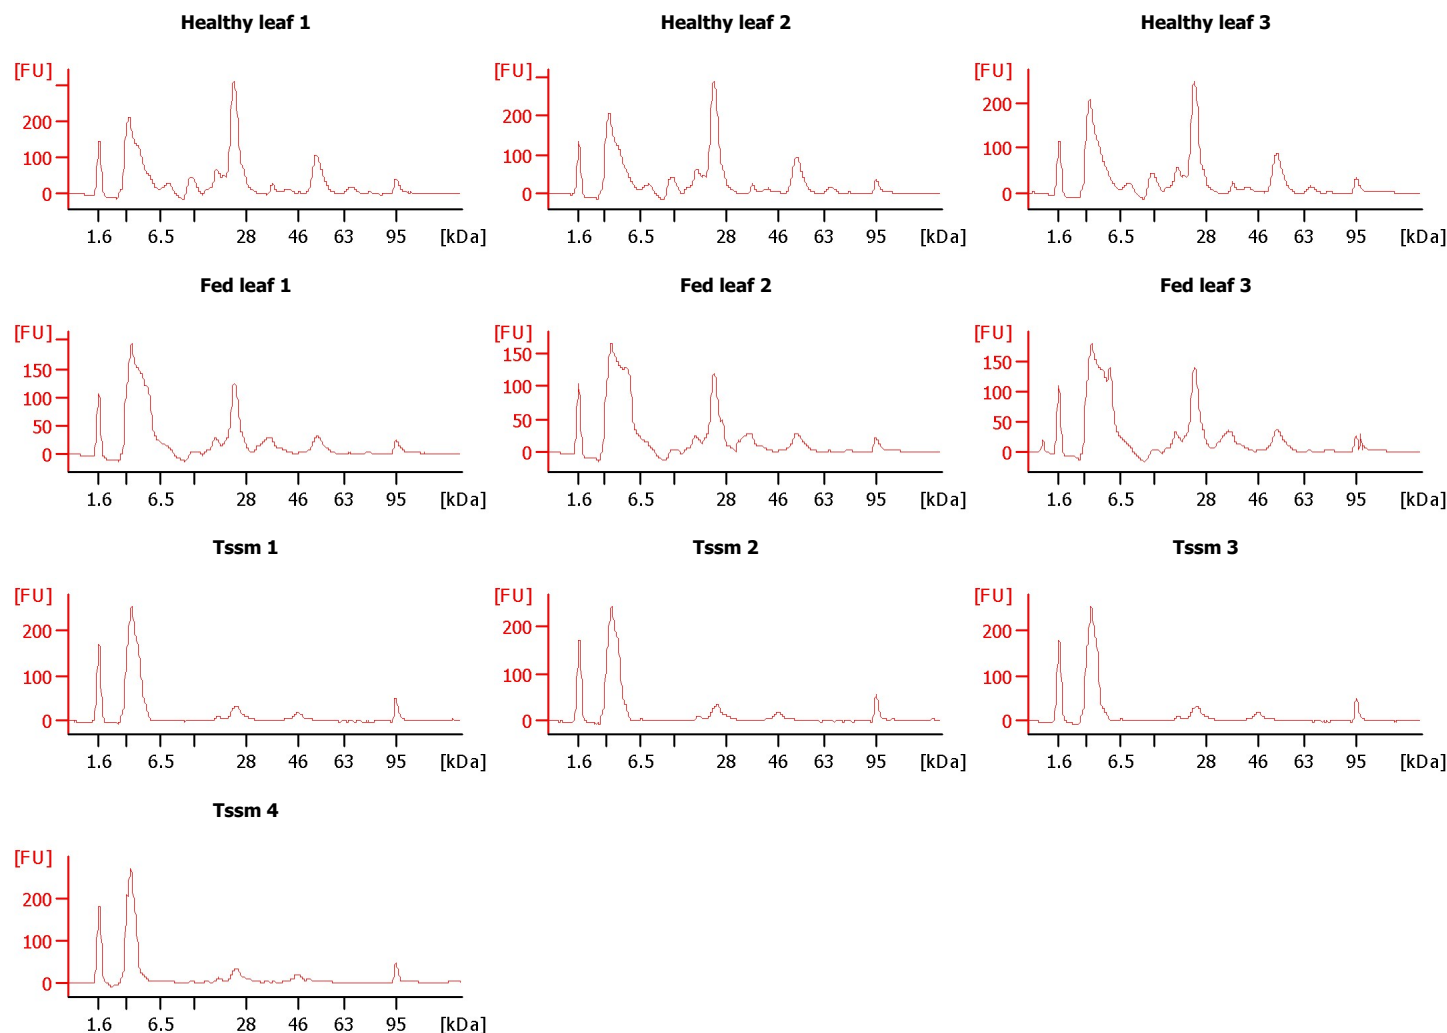 Healthy leaf 1 Healthy leaf 2 Healthy leaf 3
[FU] [FU] [FU]
200 200 200
100 100 100
0 0 0
1.6 6.5 28 46 63 95 [kDa] 1.6 6.5 28 46 63 95 [kDa] 1.6 6.5 28 46 63 95 [kDa]
Fed leaf 1 Fed leaf 2 Fed leaf 3
[FU] [FU] [FU]
150 150 150
100 100 100
50 50 50
0 0 0
1.6 6.5 28 46 63 95 [kDa] 1.6 6.5 28 46 63 95 [kDa] 1.6 6.5 28 46 63 95 [kDa]
Tssm 1 Tssm 2 Tssm 3
[FU] [FU] [FU]
200 200 200
100 100 100
0 0 0
1.6 6.5 28 46 63 95 [kDa] 1.6 6.5 28 46 63 95 [kDa] 1.6 6.5 28 46 63 95 [kDa]
Tssm 4
[FU]
200
100
0
1.6 6.5 28 46 63 95 [kDa]